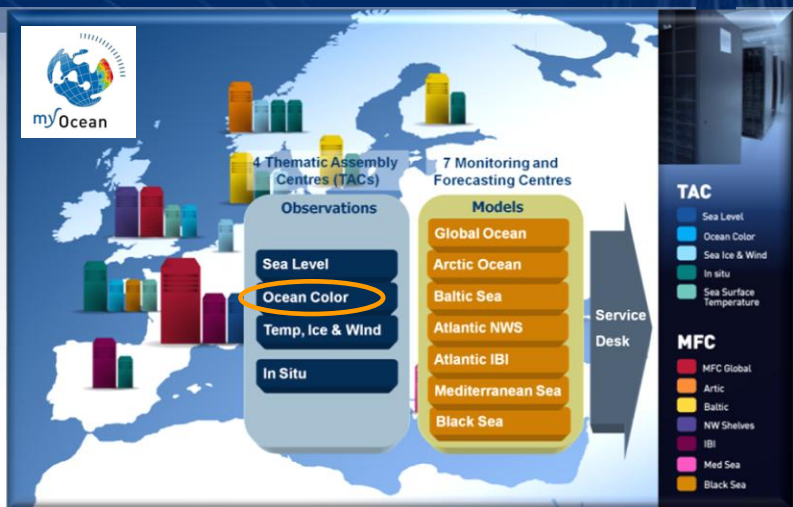 my Ocean
4 Thematic Assembly
Centres (TACs)
7 Monitoring and
Forecasting Centres
Observations
Sea Level
Ocean Color
Temp, Ice & WInd
In Situ
Models
Global Ocean
Arctic Ocean
Baltic Sea
Atlantic NWS
Atlantic IBI
Mediterranean Sea
Black Sea
Service
Desk
TAC
Sea Level
Ocean Color
Sea Ice & Wind
In situ
Sea Surface
Temperature
MFC
MFC Global
Artic
Baltic
NW Shelves
IBI
Med Sea
Black Sea